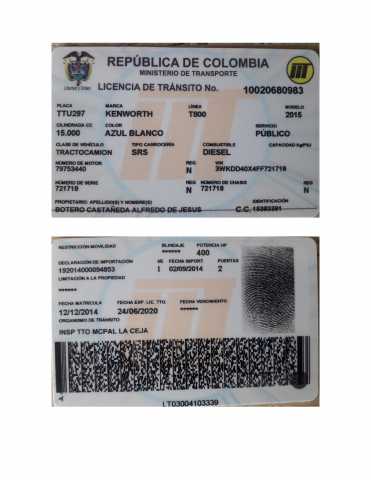 REPÚBLICA DE COLOMBIA
MINISTERIO DE TRANSPORTE
LICENCIA DE TRÁNSITO No. 10020680983
PLACA MARCA LÍNEA MODELO
TTU297 KENWORTH T800 2015
CILINDRADA CC COLOR SERVICIO
15.000 AZUL BLANCO PÚBLICO
CLASE DE VEHÍCULO TIPO CARROCERÍA COMBUSTIBLE CAPACIDAD Kg/PSJ
TRACTOCAMION SRS DIESEL
NÚMERO DE MOTOR REG VIN
79753440 N 3WKDD40X4FF721718
NÚMERO DE SERIE REG NÚMERO DE CHASIS REG
721718 N 721718 N
PROPIETARIO: APELLIDO(S) Y NOMBRE(S) IDENTIFICACIÓN
BOTERO CASTAÑEDA ALFREDO DE JESUS C.C. 15383391
RESTRICCIÓN MOVILIDAD BLINDAJE POTENCIA HP
****** 400
DECLARACIÓN DE IMPORTACIÓN I/E FECHA IMPORT. PUERTAS
192014000094853 I 02/09/2014 2
LIMITACIÓN A LA PROPIEDAD
******
FECHA MATRICULA FECHA EXP. LIC. TTO. FECHA VENCIMIENTO
12/12/2014 24/06/2020 ******
ORGANISMO DE TRÁNSITO
INSP TTO MCPAL LA CEJA
LT03004103339